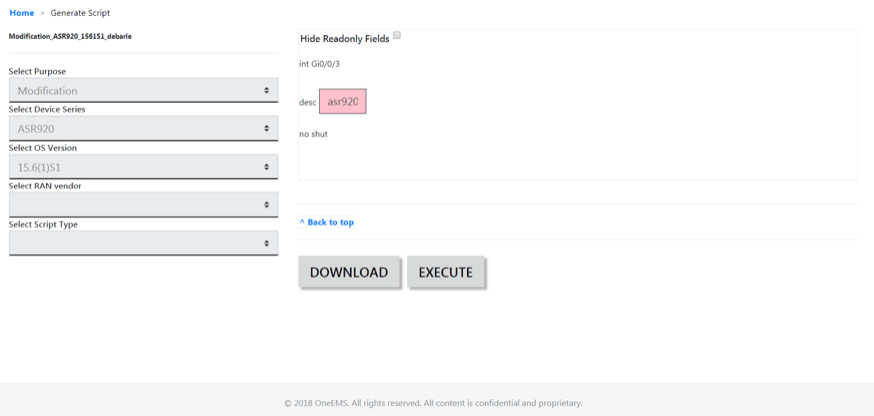 Home > Generate Script
Modification_ASR920_1561S1_debarle
Select Purpose
Modification
Select Device Series
ASR920
Select OS Version
15.6(1)S1
Select RAN vendor
Select Script Type
Hide Readonly Fields
int Gi0/0/3
desc asr920
no shut
^ Back to top
DOWNLOAD EXECUTE
© 2018 OneEMS. All rights reserved. All content is confidential and proprietary.